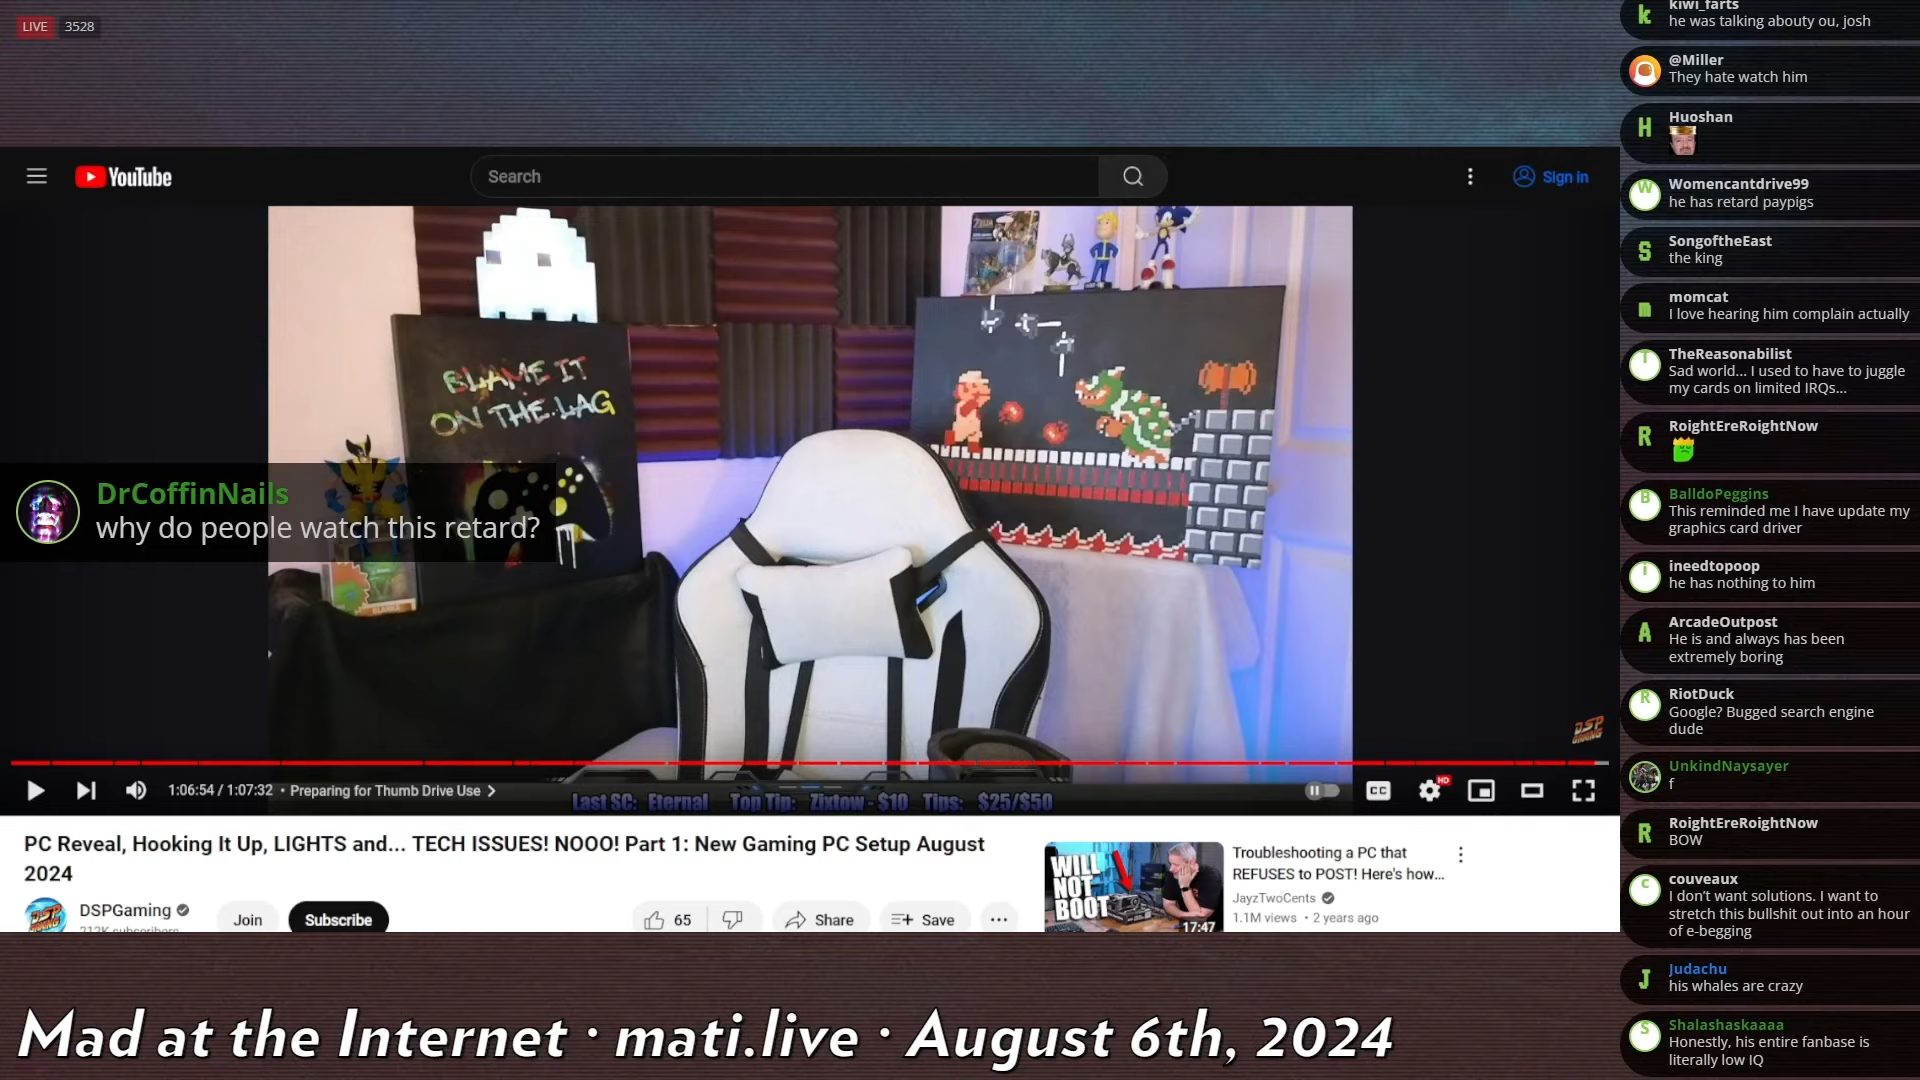 LIVE 3528
YouTube
Search
Sign in
BLAME IT
ON THE LAG
DrCoffinNails
why do people watch this retard?
DSP
GAMING
1:06:54 / 1:07:32 • Preparing for Thumb Drive Use
CC
HD
Last SC: Eternal Top Tip: Zixtow - $10 Tips: $25/$50
PC Reveal, Hooking It Up, LIGHTS and... TECH ISSUES! NOOO! Part 1: New Gaming PC Setup August
2024
DSPGaming
212K subscribers
Join
Subscribe
65
Share
Save
WILL
NOT
BOOT
17:47
Troubleshooting a PC that
REFUSES to POST! Here's how...
JayzTwoCents
1.1M views • 2 years ago
Mad at the Internet · mati.live · August 6th, 2024
k
kiwi_farts
he was talking abouty ou, josh
@Miller
They hate watch him
H
Huoshan
W
Womencantdrive99
he has retard paypigs
S
SongoftheEast
the king
m
momcat
I love hearing him complain actually
T
TheReasonabilist
Sad world... I used to have to juggle
my cards on limited IRQs...
R
RoightEreRoightNow
B
BalldoPeggins
This reminded me I have update my
graphics card driver
i
ineedtopoop
he has nothing to him
A
ArcadeOutpost
He is and always has been
extremely boring
R
RiotDuck
Google? Bugged search engine
dude
UnkindNaysayer
f
R
RoightEreRoightNow
BOW
c
couveaux
I don't want solutions. I want to
stretch this bullshit out into an hour
of e-begging
J
Judachu
his whales are crazy
S
Shalashaskaaaa
Honestly, his entire fanbase is
literally low IQ